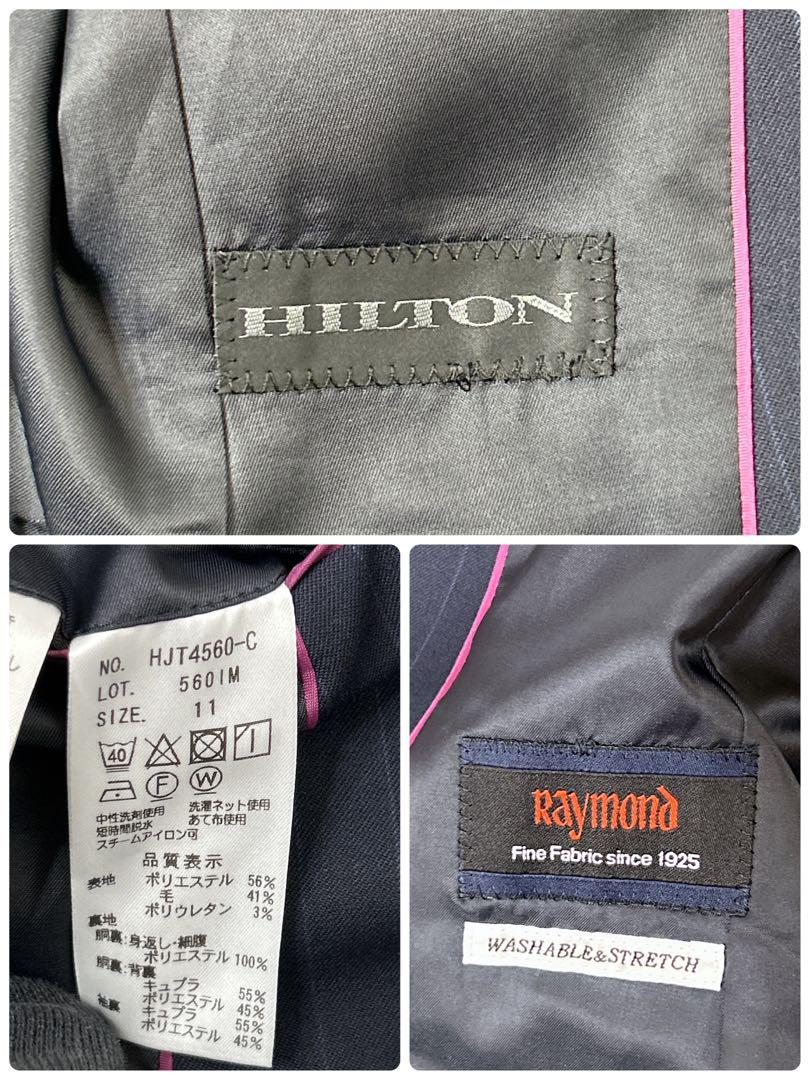 HILTON
NO. HJT4560-C
LOT. 5601M
SIZE. 11
40
F W
中性洗剤使用 洗濯ネット使用
短時間脱水 あて布使用
スチームアイロン可
品質表示
表地 ポリエステル 56%
毛 41%
ポリウレタン 3%
裏地
胴裏:身返し・細腹
ポリエステル 100%
胴裏:背裏
キュプラ 55%
ポリエステル 45%
袖裏 キュプラ 55%
ポリエステル 45%
Raymond
Fine Fabric since 1925
WASHABLE&STRETCH